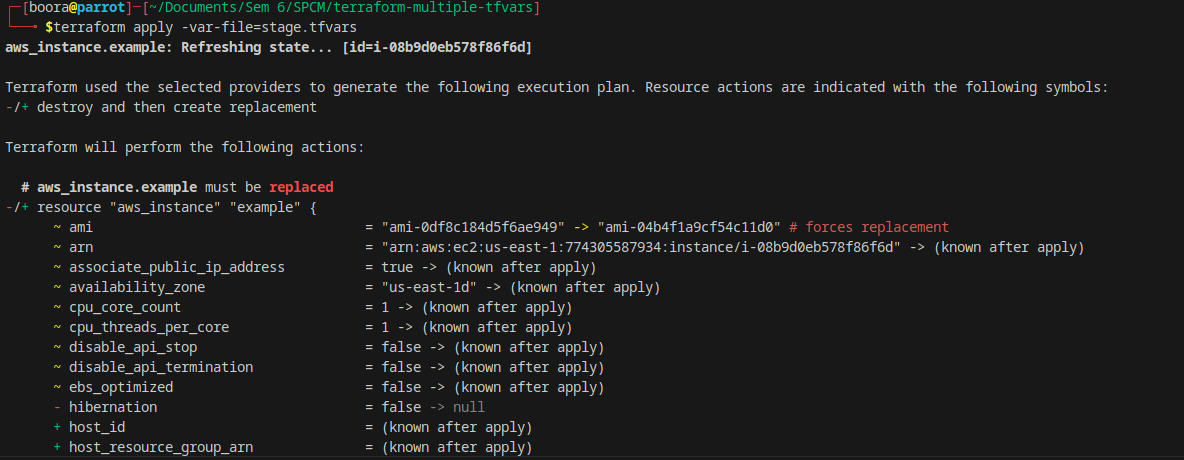 ┌─[boora@parrot]─[~/Documents/Sem 6/SPCM/terraform-multiple-tfvars]
└──╼ $terraform apply -var-file=stage.tfvars
aws_instance.example: Refreshing state... [id=i-08b9d0eb578f86f6d]
Terraform used the selected providers to generate the following execution plan. Resource actions are indicated with the following symbols:
-/+ destroy and then create replacement
Terraform will perform the following actions:
# aws_instance.example must be replaced
-/+ resource "aws_instance" "example" {
~ ami = "ami-0df8c184d5f6ae949" -> "ami-04b4f1a9cf54c11d0" # forces replacement
~ arn = "arn:aws:ec2:us-east-1:774305587934:instance/i-08b9d0eb578f86f6d" -> (known after apply)
~ associate_public_ip_address = true -> (known after apply)
~ availability_zone = "us-east-1d" -> (known after apply)
~ cpu_core_count = 1 -> (known after apply)
~ cpu_threads_per_core = 1 -> (known after apply)
~ disable_api_stop = false -> (known after apply)
~ disable_api_termination = false -> (known after apply)
~ ebs_optimized = false -> (known after apply)
- hibernation = false -> null
+ host_id = (known after apply)
+ host_resource_group_arn = (known after apply)